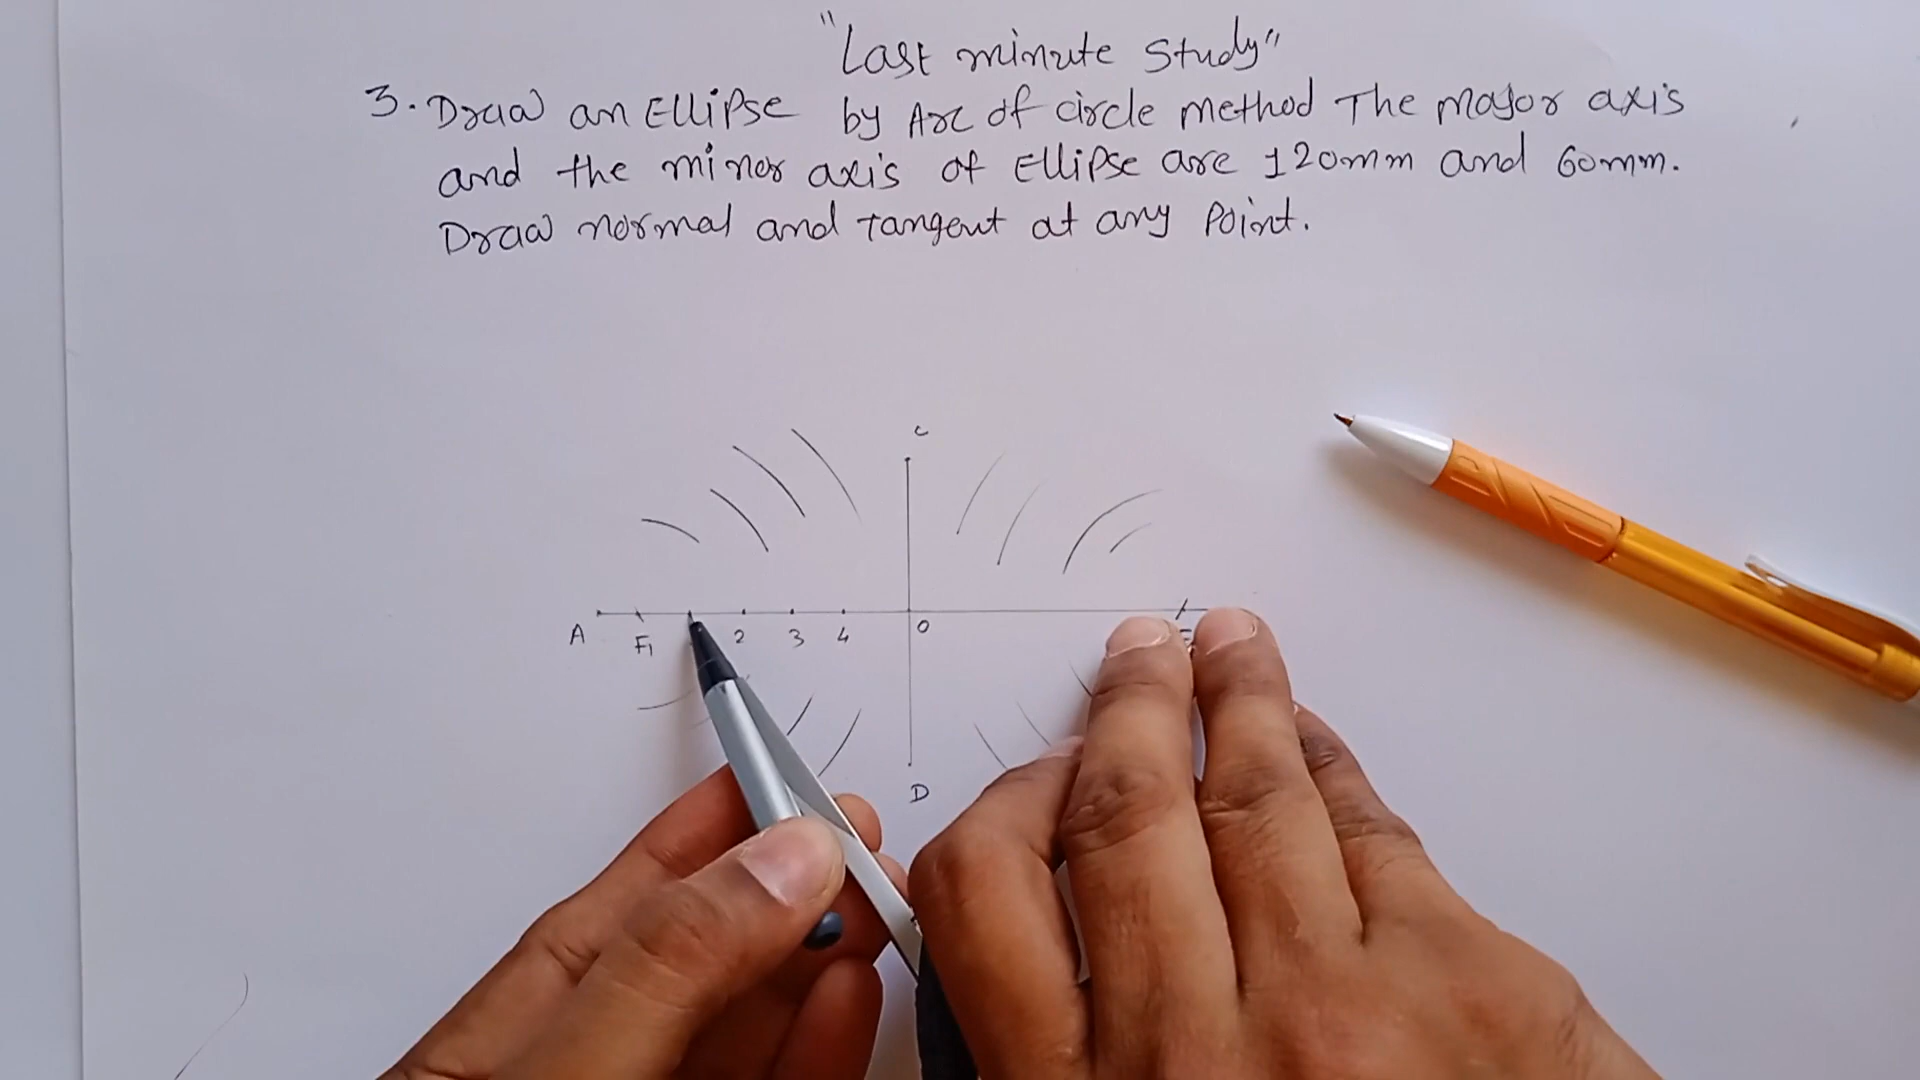 "Last minute Study"
3. Draw an Ellipse by Arc of circle method The major axis
and the minor axis of Ellipse are 120mm and 60mm.
Draw normal and Tangent at any Point.
C
A F1 2 3 4 O
D